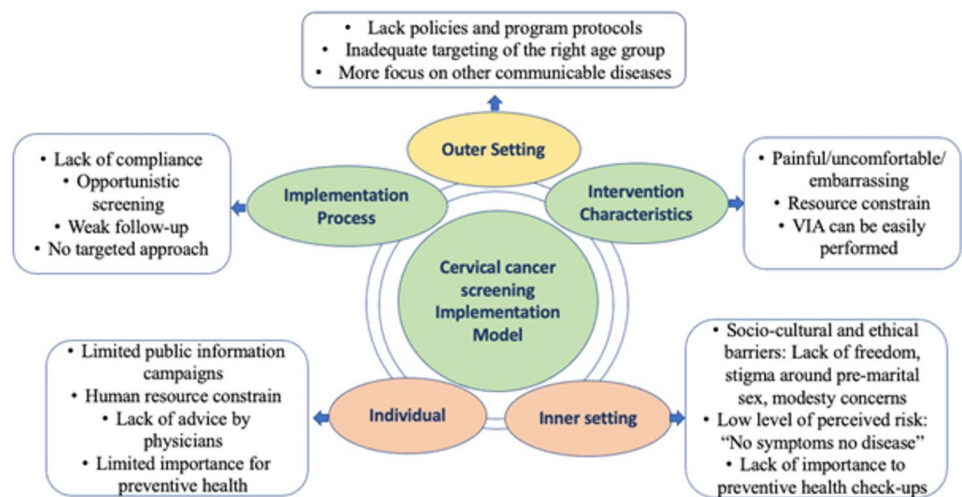 • Lack policies and program protocols
• Inadequate targeting of the right age group
• More focus on other communicable diseases
Outer Setting
• Lack of compliance
• Opportunistic
screening
• Weak follow-up
• No targeted approach
Implementation
Process
Intervention
Characteristics
• Painful/uncomfortable/
embarrassing
• Resource constrain
• VIA can be easily
performed
Cervical cancer
screening
Implementation
Model
• Limited public information
campaigns
• Human resource constrain
• Lack of advice by
physicians
• Limited importance for
preventive health
Individual
Inner setting
• Socio-cultural and ethical
barriers: Lack of freedom,
stigma around pre-marital
sex, modesty concerns
• Low level of perceived risk:
“No symptoms no disease”
• Lack of importance to
preventive health check-ups